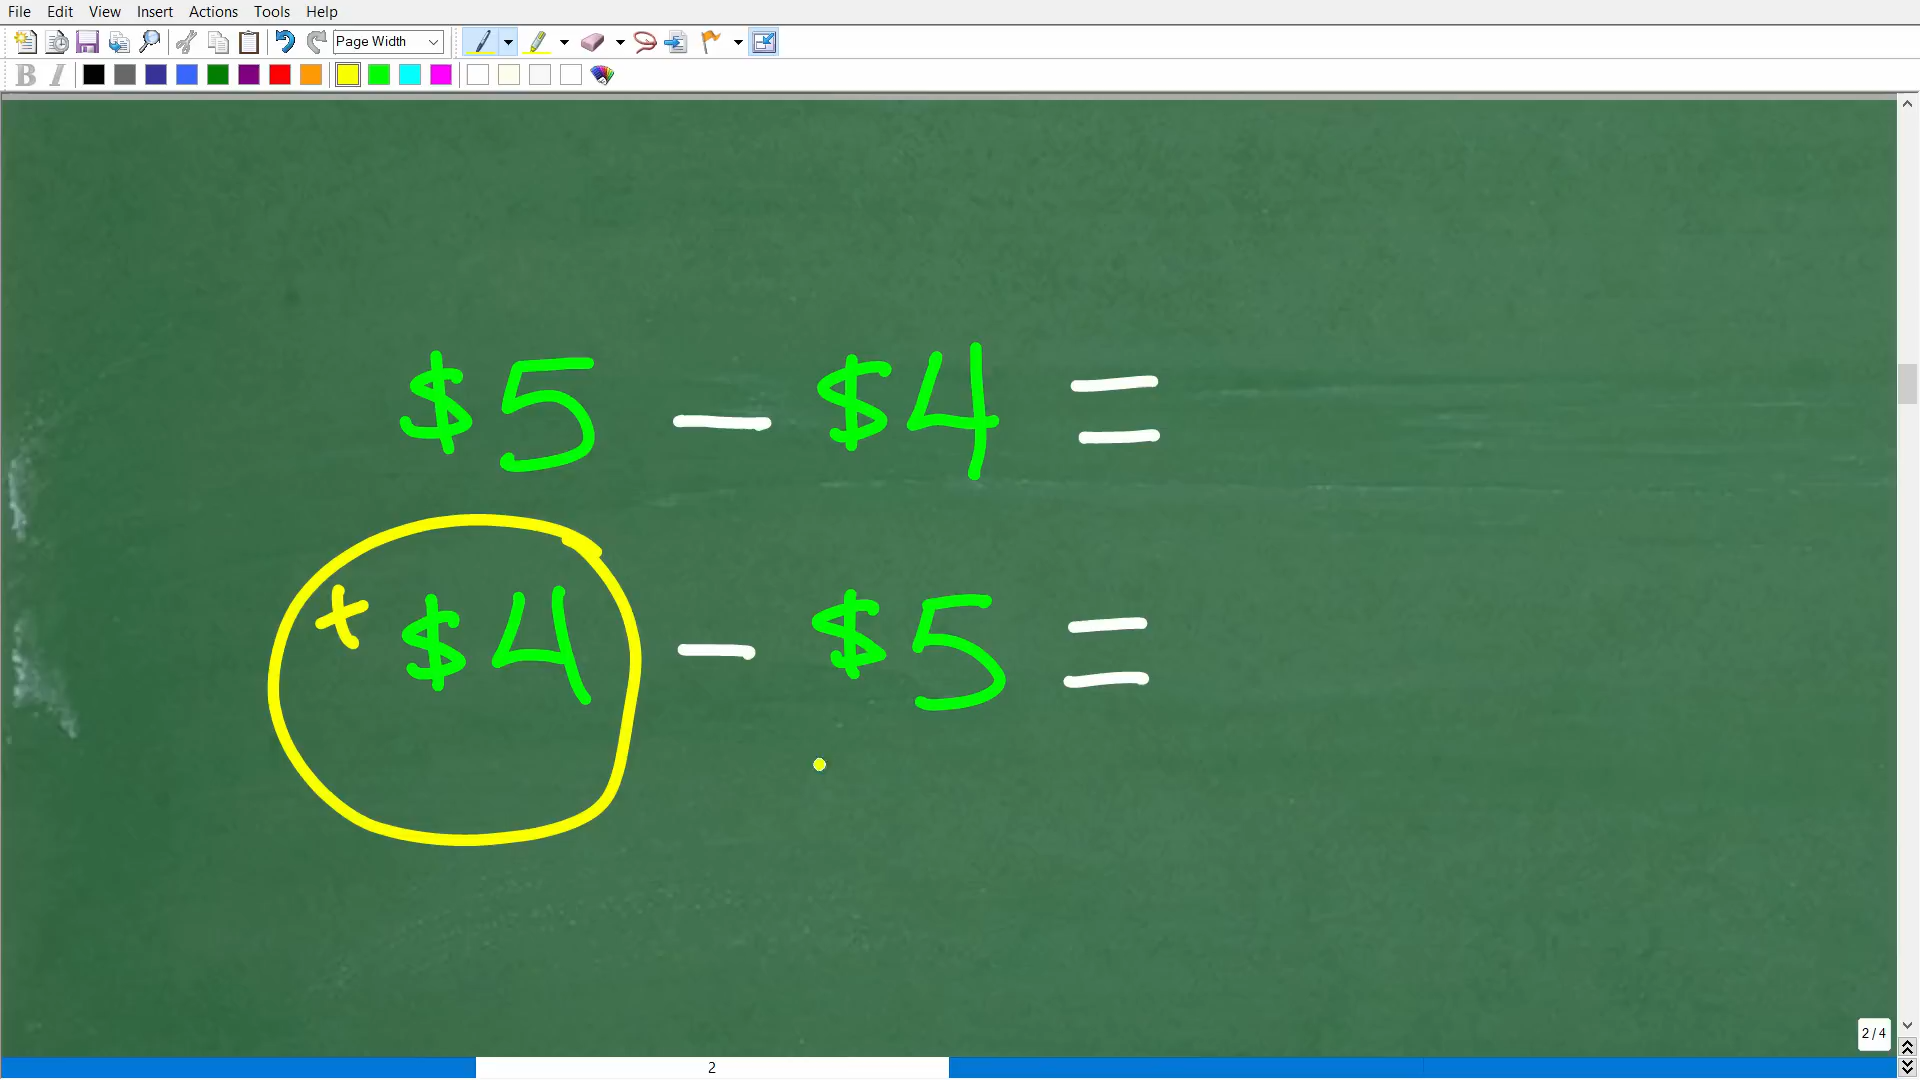 File Edit View Insert Actions Tools Help
Page Width
B I
$5 - $4 =
+ $4 - $5 =
2 / 4
2